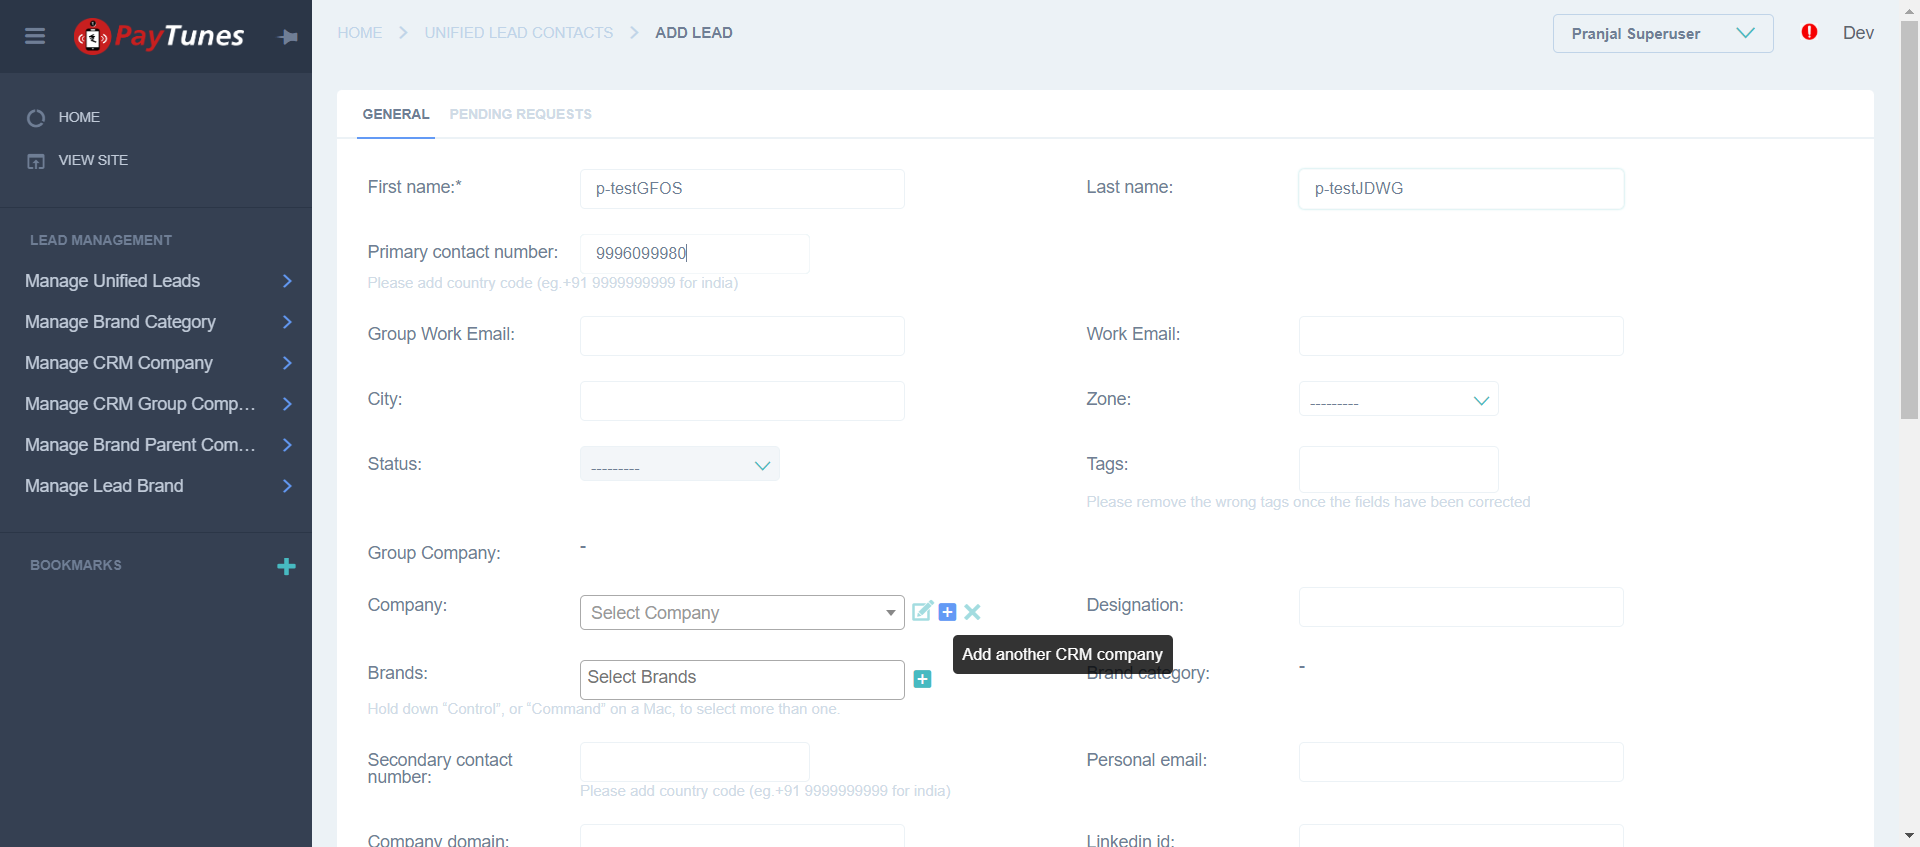 PayTunes
HOME
UNIFIED LEAD CONTACTS
ADD LEAD
Pranjal Superuser
Dev
HOME
VIEW SITE
LEAD MANAGEMENT
Manage Unified Leads
Manage Brand Category
Manage CRM Company
Manage CRM Group Comp...
Manage Brand Parent Com...
Manage Lead Brand
BOOKMARKS
GENERAL
PENDING REQUESTS
First name:*
p-testGFOS
Last name:
p-testJDWG
Primary contact number:
9996099980
Please add country code (eg.+91 9999999999 for india)
Group Work Email:
Work Email:
City:
Zone:
---------
Status:
---------
Tags:
Please remove the wrong tags once the fields have been corrected
Group Company:
-
Company:
Select Company
Designation:
Add another CRM company
Brands:
Select Brands
Brand category:
-
Hold down “Control”, or “Command” on a Mac, to select more than one.
Secondary contact
number:
Personal email:
Please add country code (eg.+91 9999999999 for india)
Company domain:
Linkedin id: